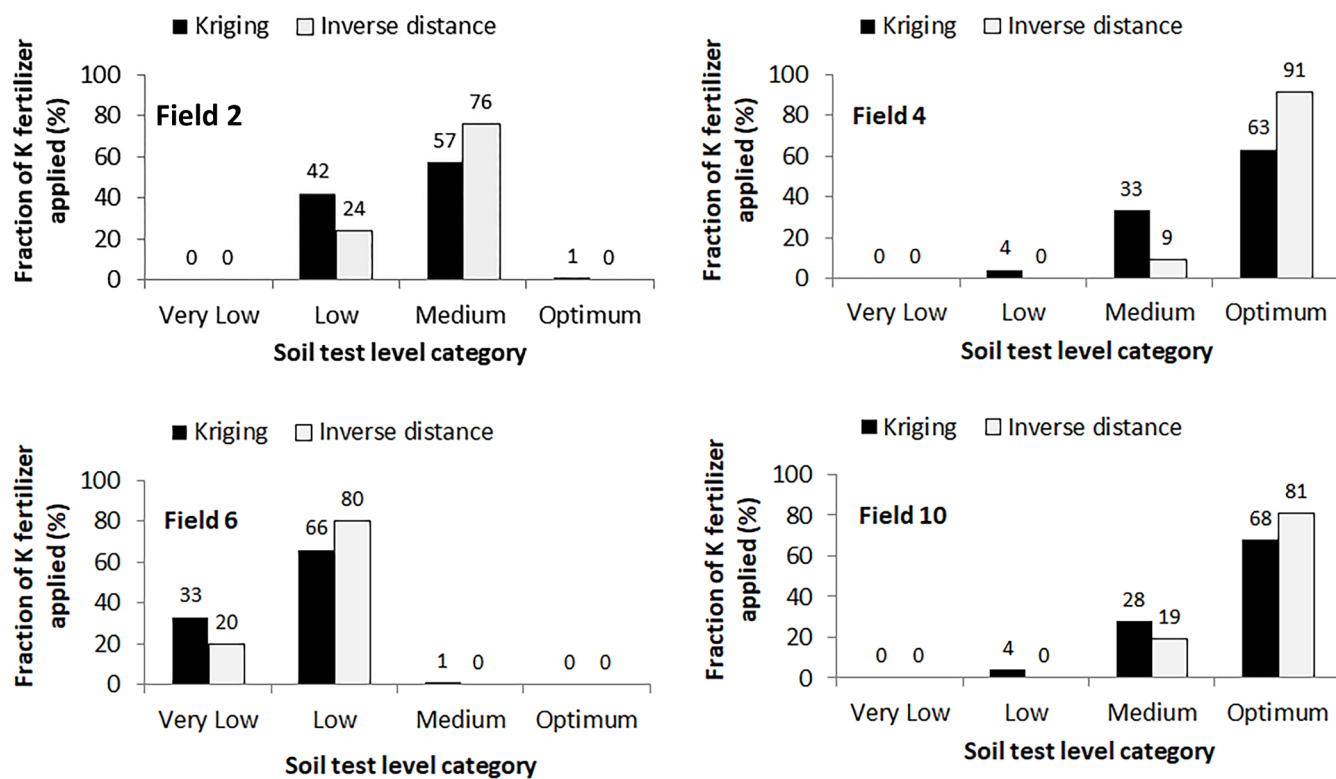 Kriging Inverse distance
Fraction of K fertilizer
applied (%)
100
80
60
40
20
0
Field 2
0 0
42 24
57 76
1 0
Very Low Low Medium Optimum
Soil test level category
Kriging Inverse distance
Fraction of K fertilizer
applied (%)
100
80
60
40
20
0
Field 4
0 0
4 0
33 9
63 91
Very Low Low Medium Optimum
Soil test level category
Kriging Inverse distance
Fraction of K fertilizer
applied (%)
100
80
60
40
20
0
Field 6
33 20
66 80
1 0
0 0
Very Low Low Medium Optimum
Soil test level category
Kriging Inverse distance
Fraction of K fertilizer
applied (%)
100
80
60
40
20
0
Field 10
0 0
4 0
28 19
68 81
Very Low Low Medium Optimum
Soil test level category